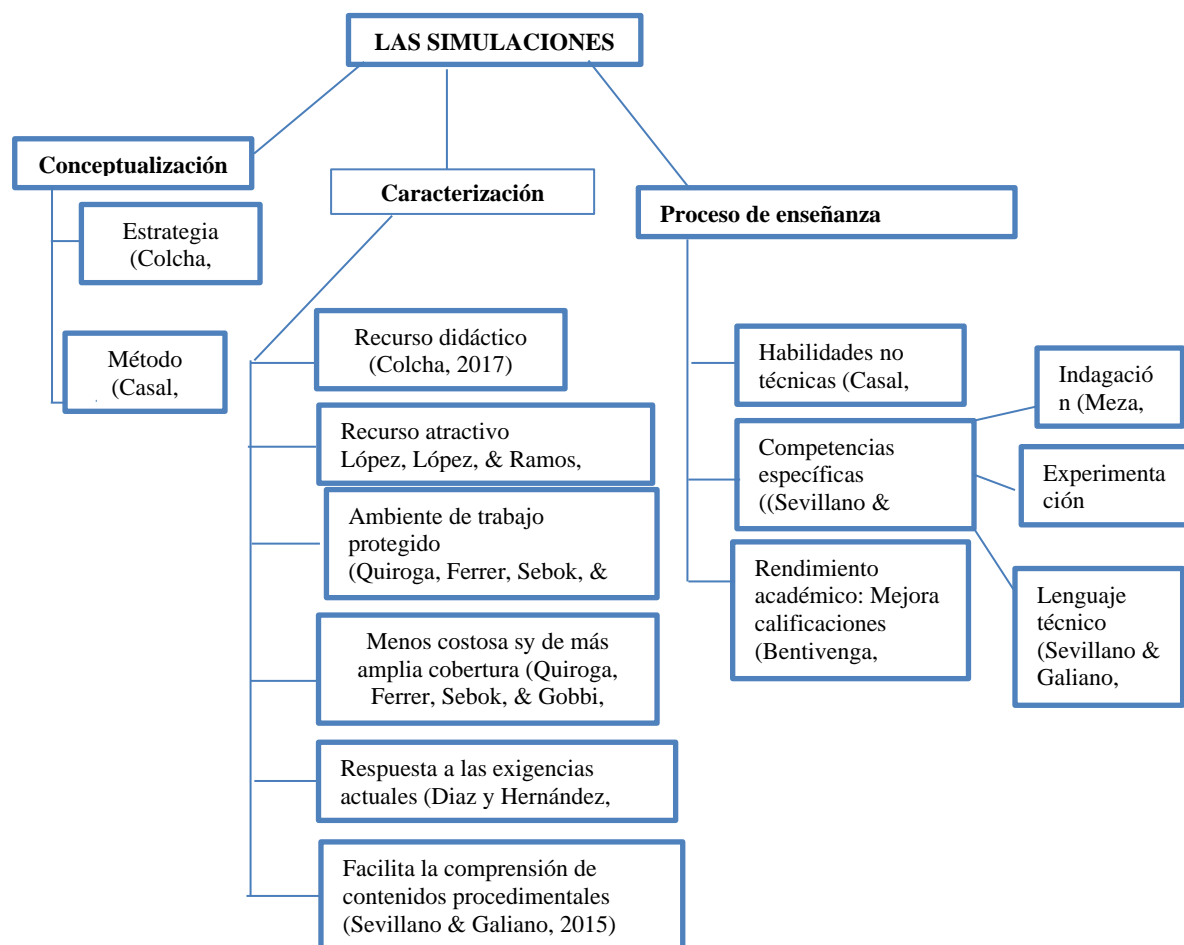 LAS SIMULACIONES
Conceptualización
Estrategia
(Colcha,
Método
(Casal,
Caracterización
Recurso didáctico
(Colcha, 2017)
Recurso atractivo
López, López, & Ramos,
Ambiente de trabajo
protegido
(Quiroga, Ferrer, Sebok, &
Menos costosa sy de más
amplia cobertura (Quiroga,
Ferrer, Sebok, & Gobbi,
Respuesta a las exigencias
actuales (Diaz y Hernández,
Facilita la comprensión de
contenidos procedimentales
(Sevillano & Galiano, 2015)
Proceso de enseñanza
Habilidades no
técnicas (Casal,
Competencias
específicas
((Sevillano &
Rendimiento
académico: Mejora
calificaciones
(Bentivenga,
Indagació
n (Meza,
Experimenta
ción
Lenguaje
técnico
(Sevillano &
Galiano,